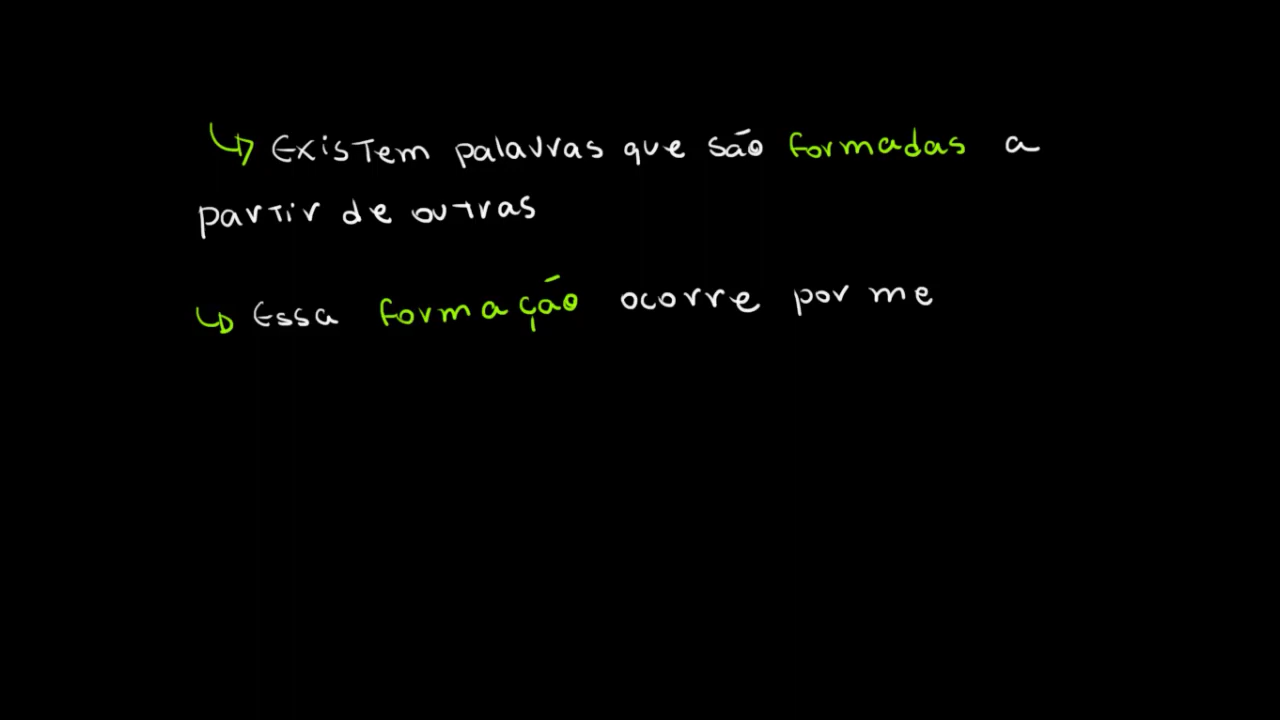 Existem palavras que são formadas a
partir de outras
Essa formação ocorre por me